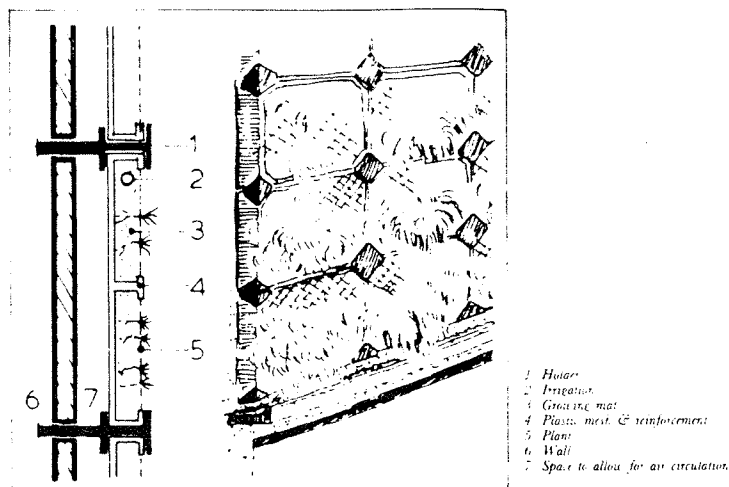 1
2
3
4
5
6 7
1 Holder
2 Irrigation
3 Growing mat
4 Plastic mesh & reinforcement
5 Plant
6 Wall
7 Space to allow for air circulation